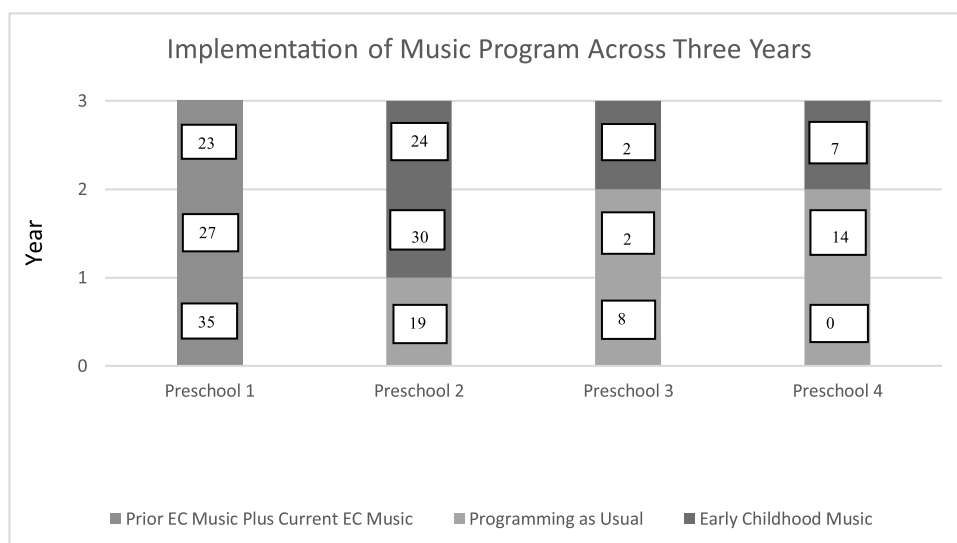 Implementation of Music Program Across Three Years
3
23 24 2 7
2
27 30 2 14
Year
1
35 19 8 0
0
Preschool 1 Preschool 2 Preschool 3 Preschool 4
Prior EC Music Plus Current EC Music Programming as Usual Early Childhood Music